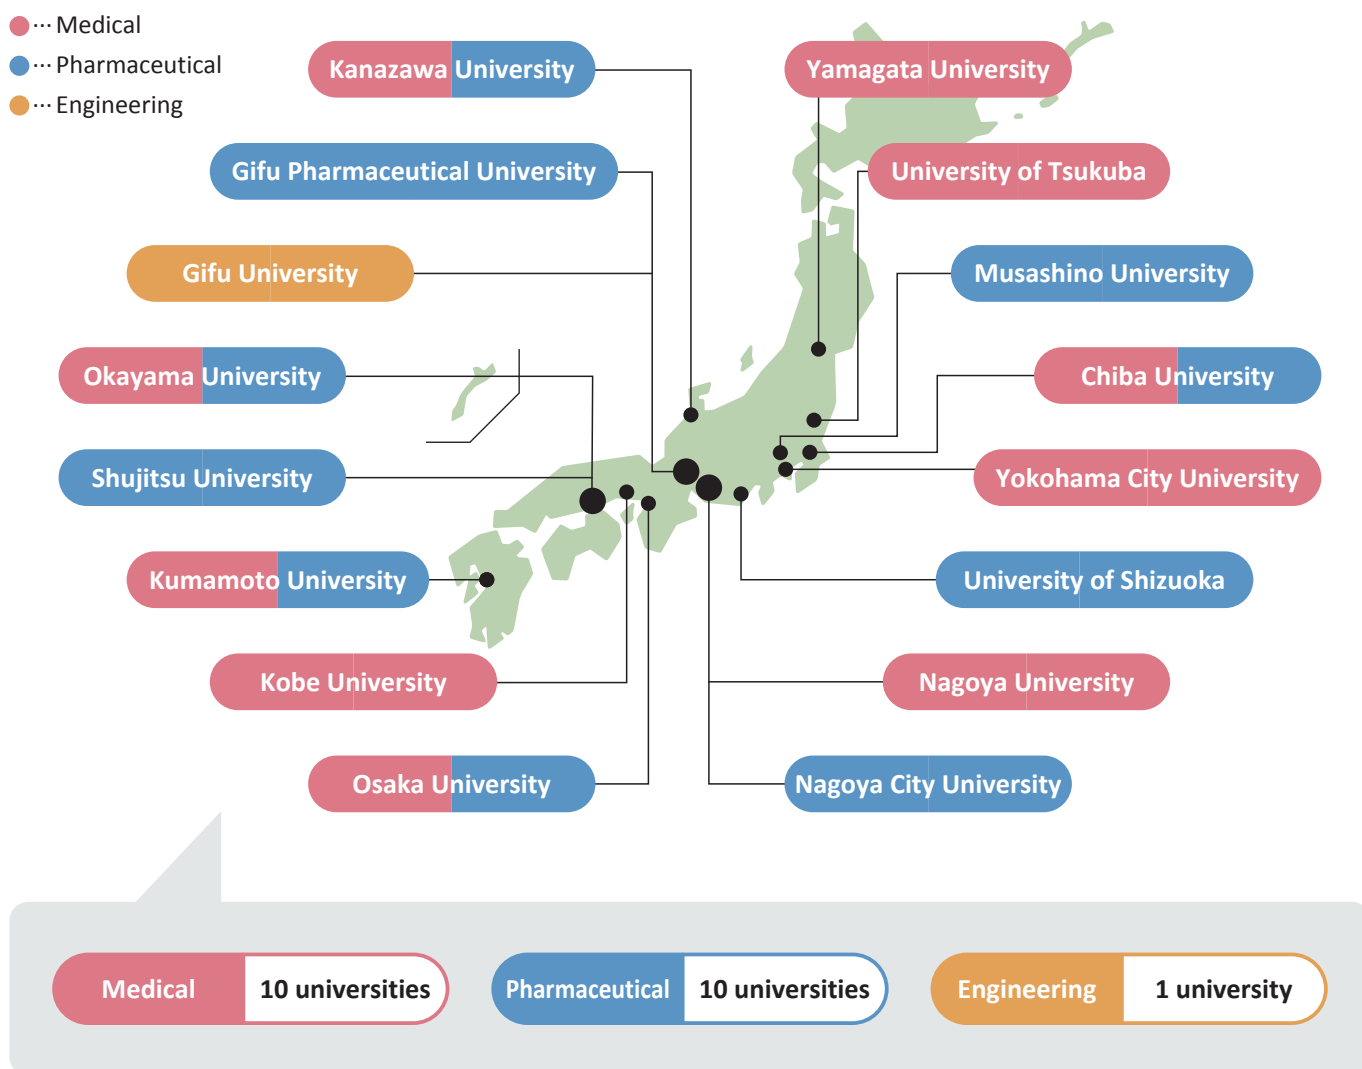 ··· Medical
··· Pharmaceutical
··· Engineering
Kanazawa University
Yamagata University
Gifu Pharmaceutical University
University of Tsukuba
Gifu University
Musashino University
Okayama University
Chiba University
Shujitsu University
Yokohama City University
Kumamoto University
University of Shizuoka
Kobe University
Nagoya University
Osaka University
Nagoya City University
Medical 10 universities
Pharmaceutical 10 universities
Engineering 1 university